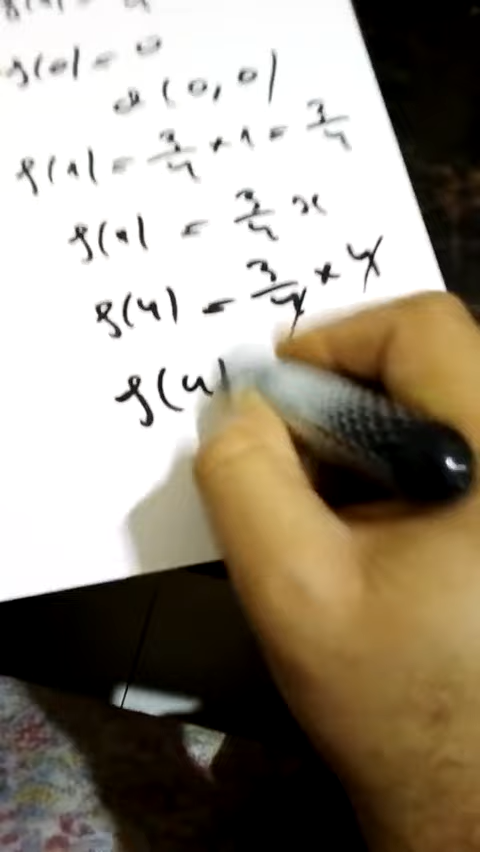 f(0) = 0
(0, 0)
f(1) = 3/4 × 1 = 3/4
f(x) = 3/4 x
f(4) = 3/4 × 4
f(4)